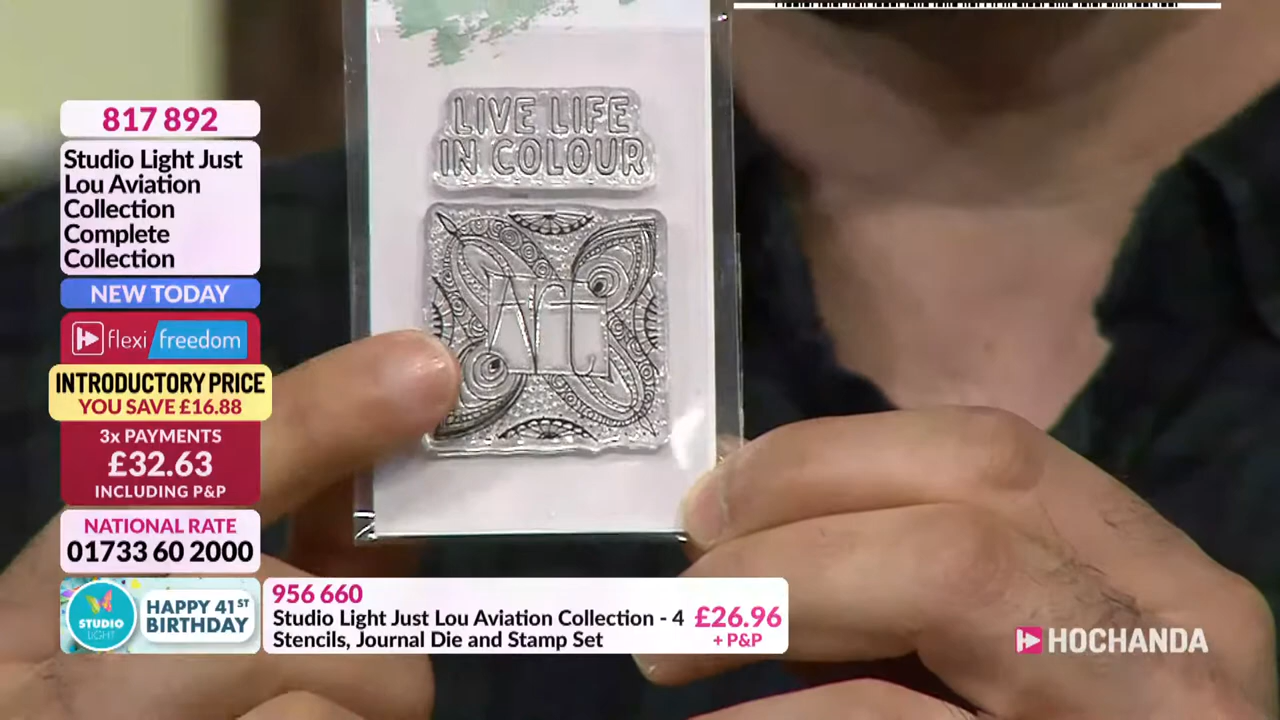 817 892
Studio Light Just
Lou Aviation
Collection
Complete
Collection
NEW TODAY
flexi freedom
INTRODUCTORY PRICE
YOU SAVE £16.88
3x PAYMENTS
£32.63
INCLUDING P&P
NATIONAL RATE
01733 60 2000
STUDIO
LIGHT
HAPPY 41ST
BIRTHDAY
956 660
Studio Light Just Lou Aviation Collection - 4
Stencils, Journal Die and Stamp Set
£26.96
+ P&P
LIVE LIFE
IN COLOUR
Art
HOCHANDA